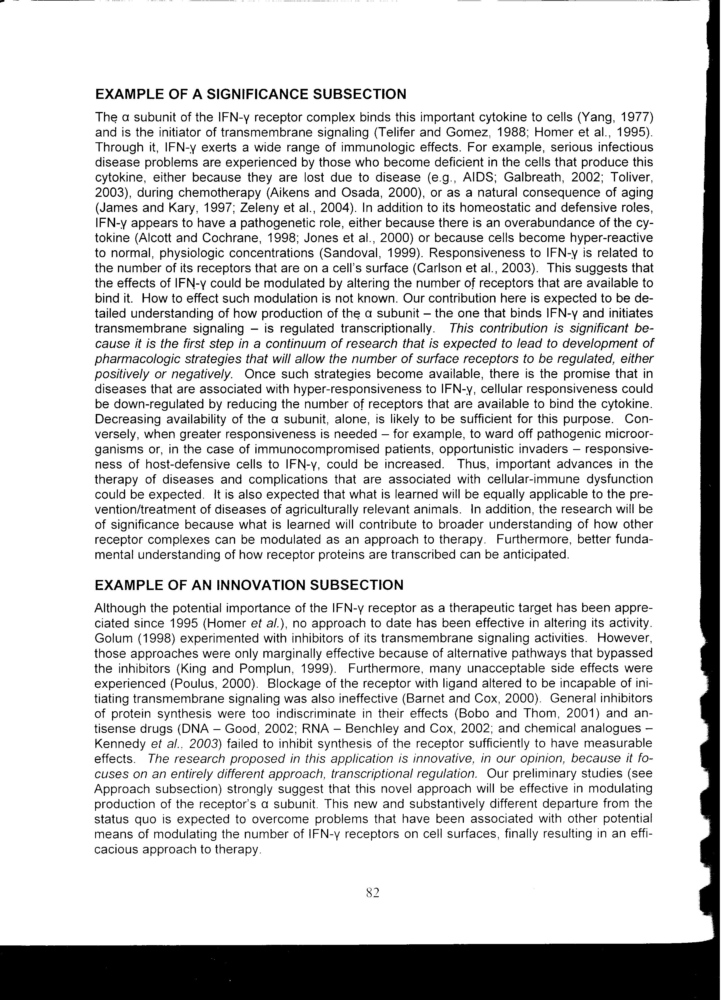 EXAMPLE OF A SIGNIFICANCE SUBSECTION
The α subunit of the IFN-γ receptor complex binds this important cytokine to cells (Yang, 1977)
and is the initiator of transmembrane signaling (Telifer and Gomez, 1988; Homer et al., 1995).
Through it, IFN-γ exerts a wide range of immunologic effects. For example, serious infectious
disease problems are experienced by those who become deficient in the cells that produce this
cytokine, either because they are lost due to disease (e.g., AIDS; Galbreath, 2002; Toliver,
2003), during chemotherapy (Aikens and Osada, 2000), or as a natural consequence of aging
(James and Kary, 1997; Zeleny et al., 2004). In addition to its homeostatic and defensive roles,
IFN-γ appears to have a pathogenetic role, either because there is an overabundance of the cy-
tokine (Alcott and Cochrane, 1998; Jones et al., 2000) or because cells become hyper-reactive
to normal, physiologic concentrations (Sandoval, 1999). Responsiveness to IFN-γ is related to
the number of its receptors that are on a cell's surface (Carlson et al., 2003). This suggests that
the effects of IFN-γ could be modulated by altering the number of receptors that are available to
bind it. How to effect such modulation is not known. Our contribution here is expected to be de-
tailed understanding of how production of the α subunit – the one that binds IFN-γ and initiates
transmembrane signaling – is regulated transcriptionally. This contribution is significant be-
cause it is the first step in a continuum of research that is expected to lead to development of
pharmacologic strategies that will allow the number of surface receptors to be regulated, either
positively or negatively. Once such strategies become available, there is the promise that in
diseases that are associated with hyper-responsiveness to IFN-γ, cellular responsiveness could
be down-regulated by reducing the number of receptors that are available to bind the cytokine.
Decreasing availability of the α subunit, alone, is likely to be sufficient for this purpose. Con-
versely, when greater responsiveness is needed – for example, to ward off pathogenic microor-
ganisms or, in the case of immunocompromised patients, opportunistic invaders – responsive-
ness of host-defensive cells to IFN-γ, could be increased. Thus, important advances in the
therapy of diseases and complications that are associated with cellular-immune dysfunction
could be expected. It is also expected that what is learned will be equally applicable to the pre-
vention/treatment of diseases of agriculturally relevant animals. In addition, the research will be
of significance because what is learned will contribute to broader understanding of how other
receptor complexes can be modulated as an approach to therapy. Furthermore, better funda-
mental understanding of how receptor proteins are transcribed can be anticipated.
EXAMPLE OF AN INNOVATION SUBSECTION
Although the potential importance of the IFN-γ receptor as a therapeutic target has been appre-
ciated since 1995 (Homer et al.), no approach to date has been effective in altering its activity.
Golum (1998) experimented with inhibitors of its transmembrane signaling activities. However,
those approaches were only marginally effective because of alternative pathways that bypassed
the inhibitors (King and Pomplun, 1999). Furthermore, many unacceptable side effects were
experienced (Poulus, 2000). Blockage of the receptor with ligand altered to be incapable of ini-
tiating transmembrane signaling was also ineffective (Barnet and Cox, 2000). General inhibitors
of protein synthesis were too indiscriminate in their effects (Bobo and Thom, 2001) and an-
tisense drugs (DNA – Good, 2002; RNA – Benchley and Cox, 2002; and chemical analogues –
Kennedy et al., 2003) failed to inhibit synthesis of the receptor sufficiently to have measurable
effects. The research proposed in this application is innovative, in our opinion, because it fo-
cuses on an entirely different approach, transcriptional regulation. Our preliminary studies (see
Approach subsection) strongly suggest that this novel approach will be effective in modulating
production of the receptor's α subunit. This new and substantively different departure from the
status quo is expected to overcome problems that have been associated with other potential
means of modulating the number of IFN-γ receptors on cell surfaces, finally resulting in an effi-
cacious approach to therapy.
82